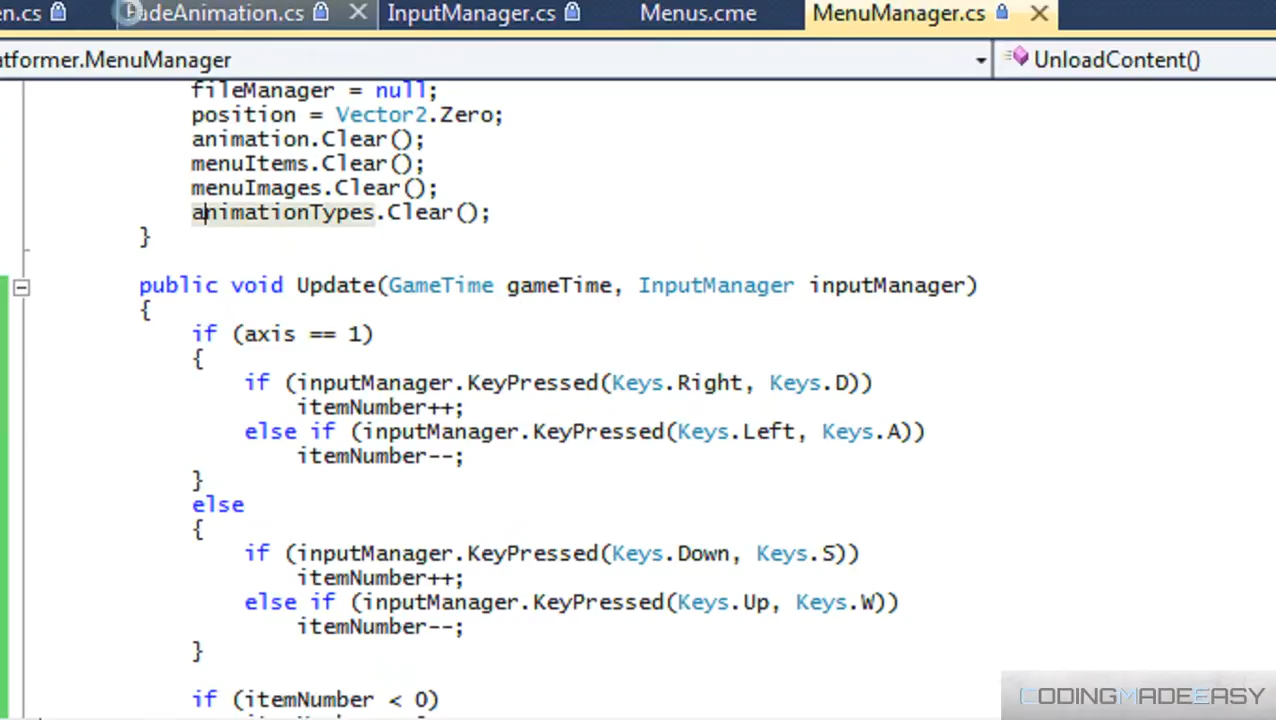 en.cs FadeAnimation.cs InputManager.cs Menus.cme MenuManager.cs
atformer.MenuManager UnloadContent()
fileManager = null;
position = Vector2.Zero;
animation.Clear();
menuItems.Clear();
menuImages.Clear();
animationTypes.Clear();
}
public void Update(GameTime gameTime, InputManager inputManager)
{
if (axis == 1)
{
if (inputManager.KeyPressed(Keys.Right, Keys.D))
itemNumber++;
else if (inputManager.KeyPressed(Keys.Left, Keys.A))
itemNumber--;
}
else
{
if (inputManager.KeyPressed(Keys.Down, Keys.S))
itemNumber++;
else if (inputManager.KeyPressed(Keys.Up, Keys.W))
itemNumber--;
}
if (itemNumber < 0)
CODINGMADEEASY